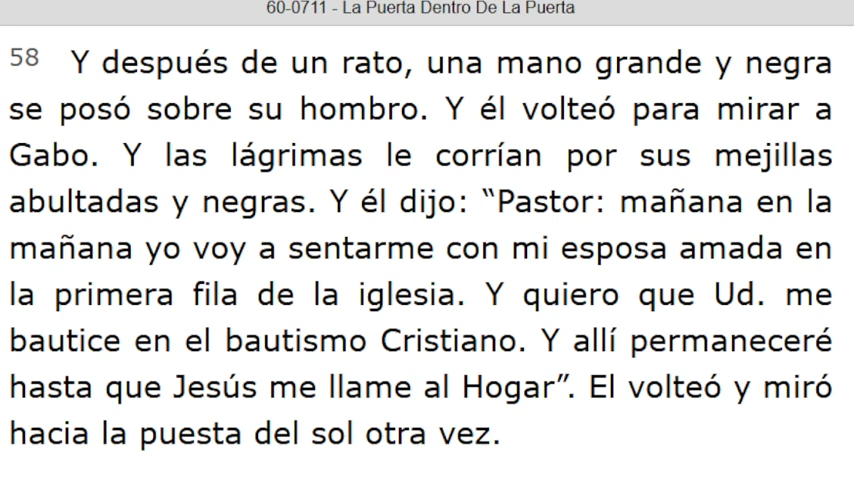 60-0711 - La Puerta Dentro De La Puerta
58 Y después de un rato, una mano grande y negra
se posó sobre su hombro. Y él volteó para mirar a
Gabo. Y las lágrimas le corrían por sus mejillas
abultadas y negras. Y él dijo: “Pastor: mañana en la
mañana yo voy a sentarme con mi esposa amada en
la primera fila de la iglesia. Y quiero que Ud. me
bautice en el bautismo Cristiano. Y allí permaneceré
hasta que Jesús me llame al Hogar”. El volteó y miró
hacia la puesta del sol otra vez.